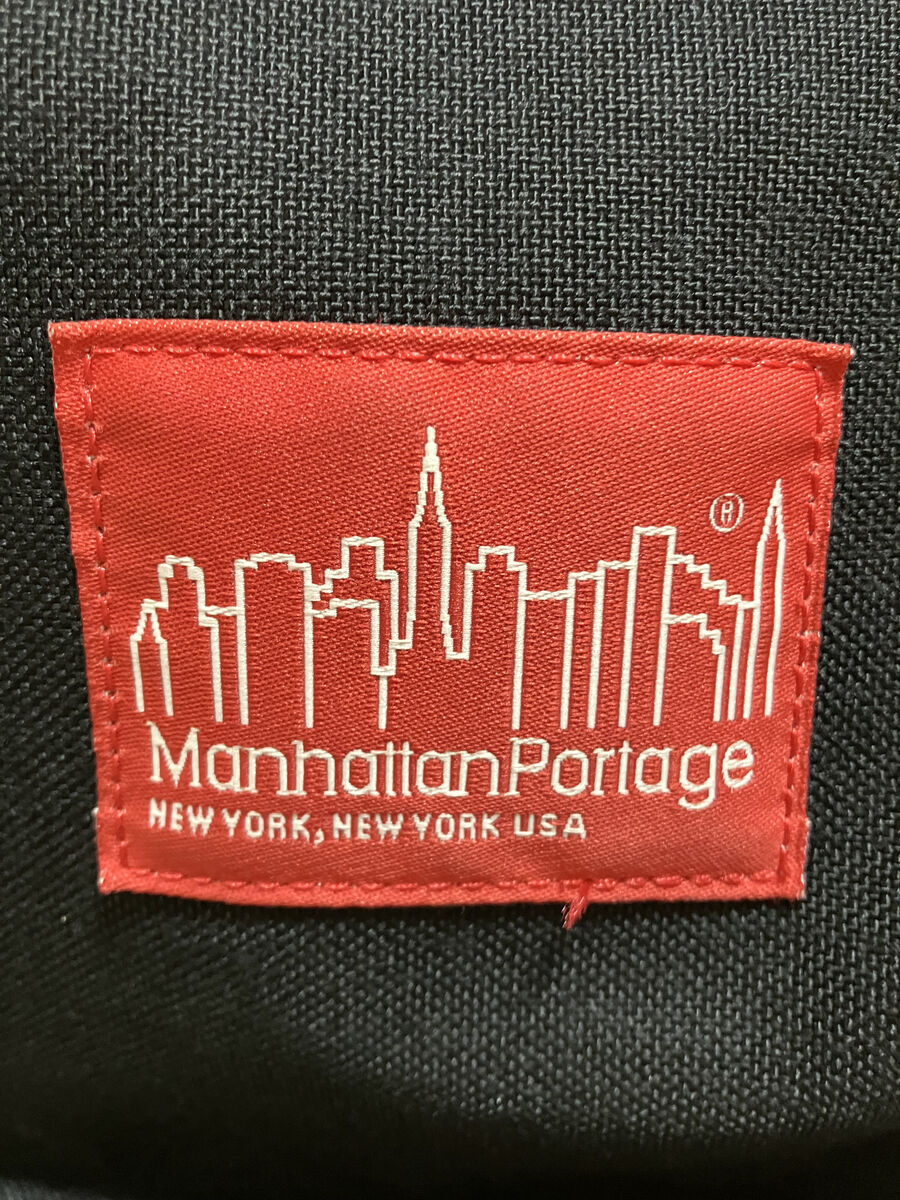 ®
ManhattanPortage
NEW YORK, NEW YORK USA